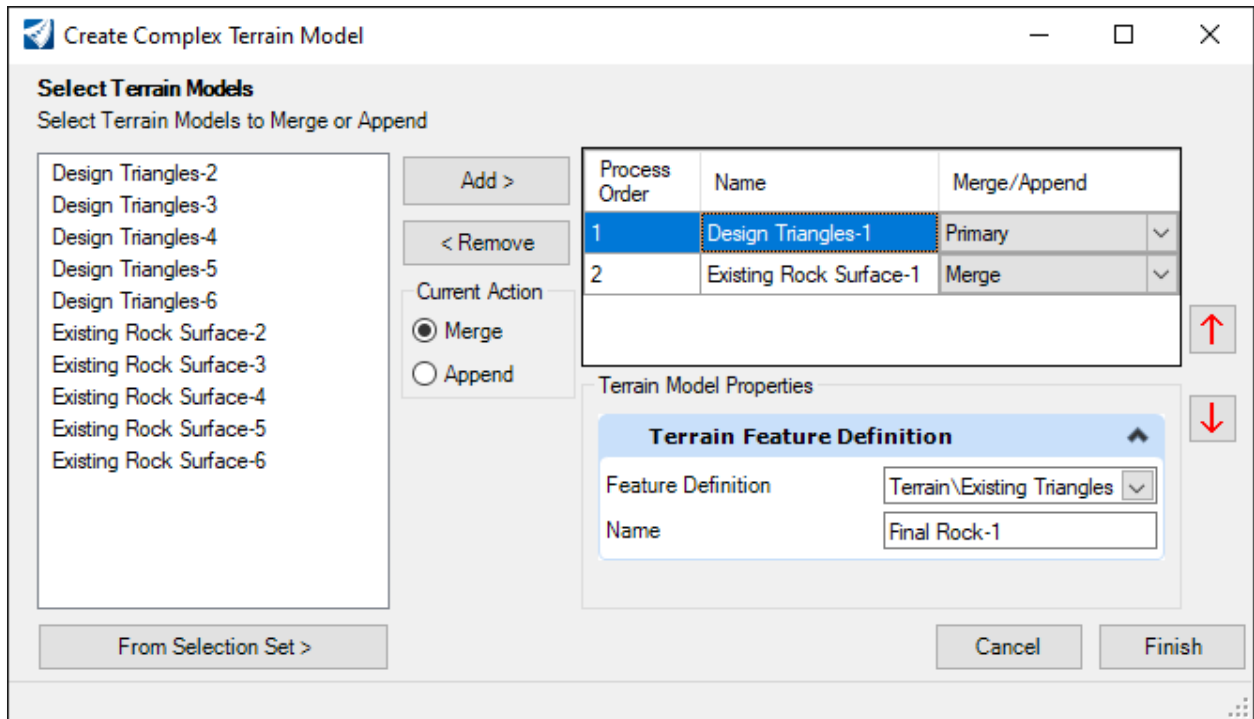 Create Complex Terrain Model
Select Terrain Models
Select Terrain Models to Merge or Append
Design Triangles-2
Design Triangles-3
Design Triangles-4
Design Triangles-5
Design Triangles-6
Existing Rock Surface-2
Existing Rock Surface-3
Existing Rock Surface-4
Existing Rock Surface-5
Existing Rock Surface-6
From Selection Set >
Add >
< Remove
Current Action
Merge
Append
Process
Order
Name
Merge/Append
1 Design Triangles-1 Primary
2 Existing Rock Surface-1 Merge
Terrain Model Properties
Terrain Feature Definition
Feature Definition Terrain\Existing Triangles
Name Final Rock-1
Cancel
Finish